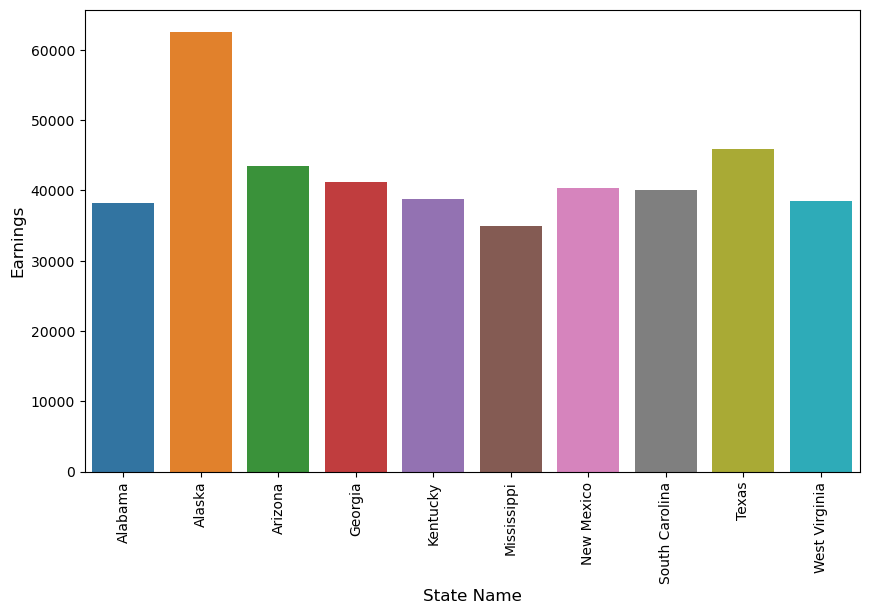 60000
50000
40000
30000
20000
10000
0
Earnings
Alabama
Alaska
Arizona
Georgia
Kentucky
Mississippi
New Mexico
South Carolina
Texas
West Virginia
State Name